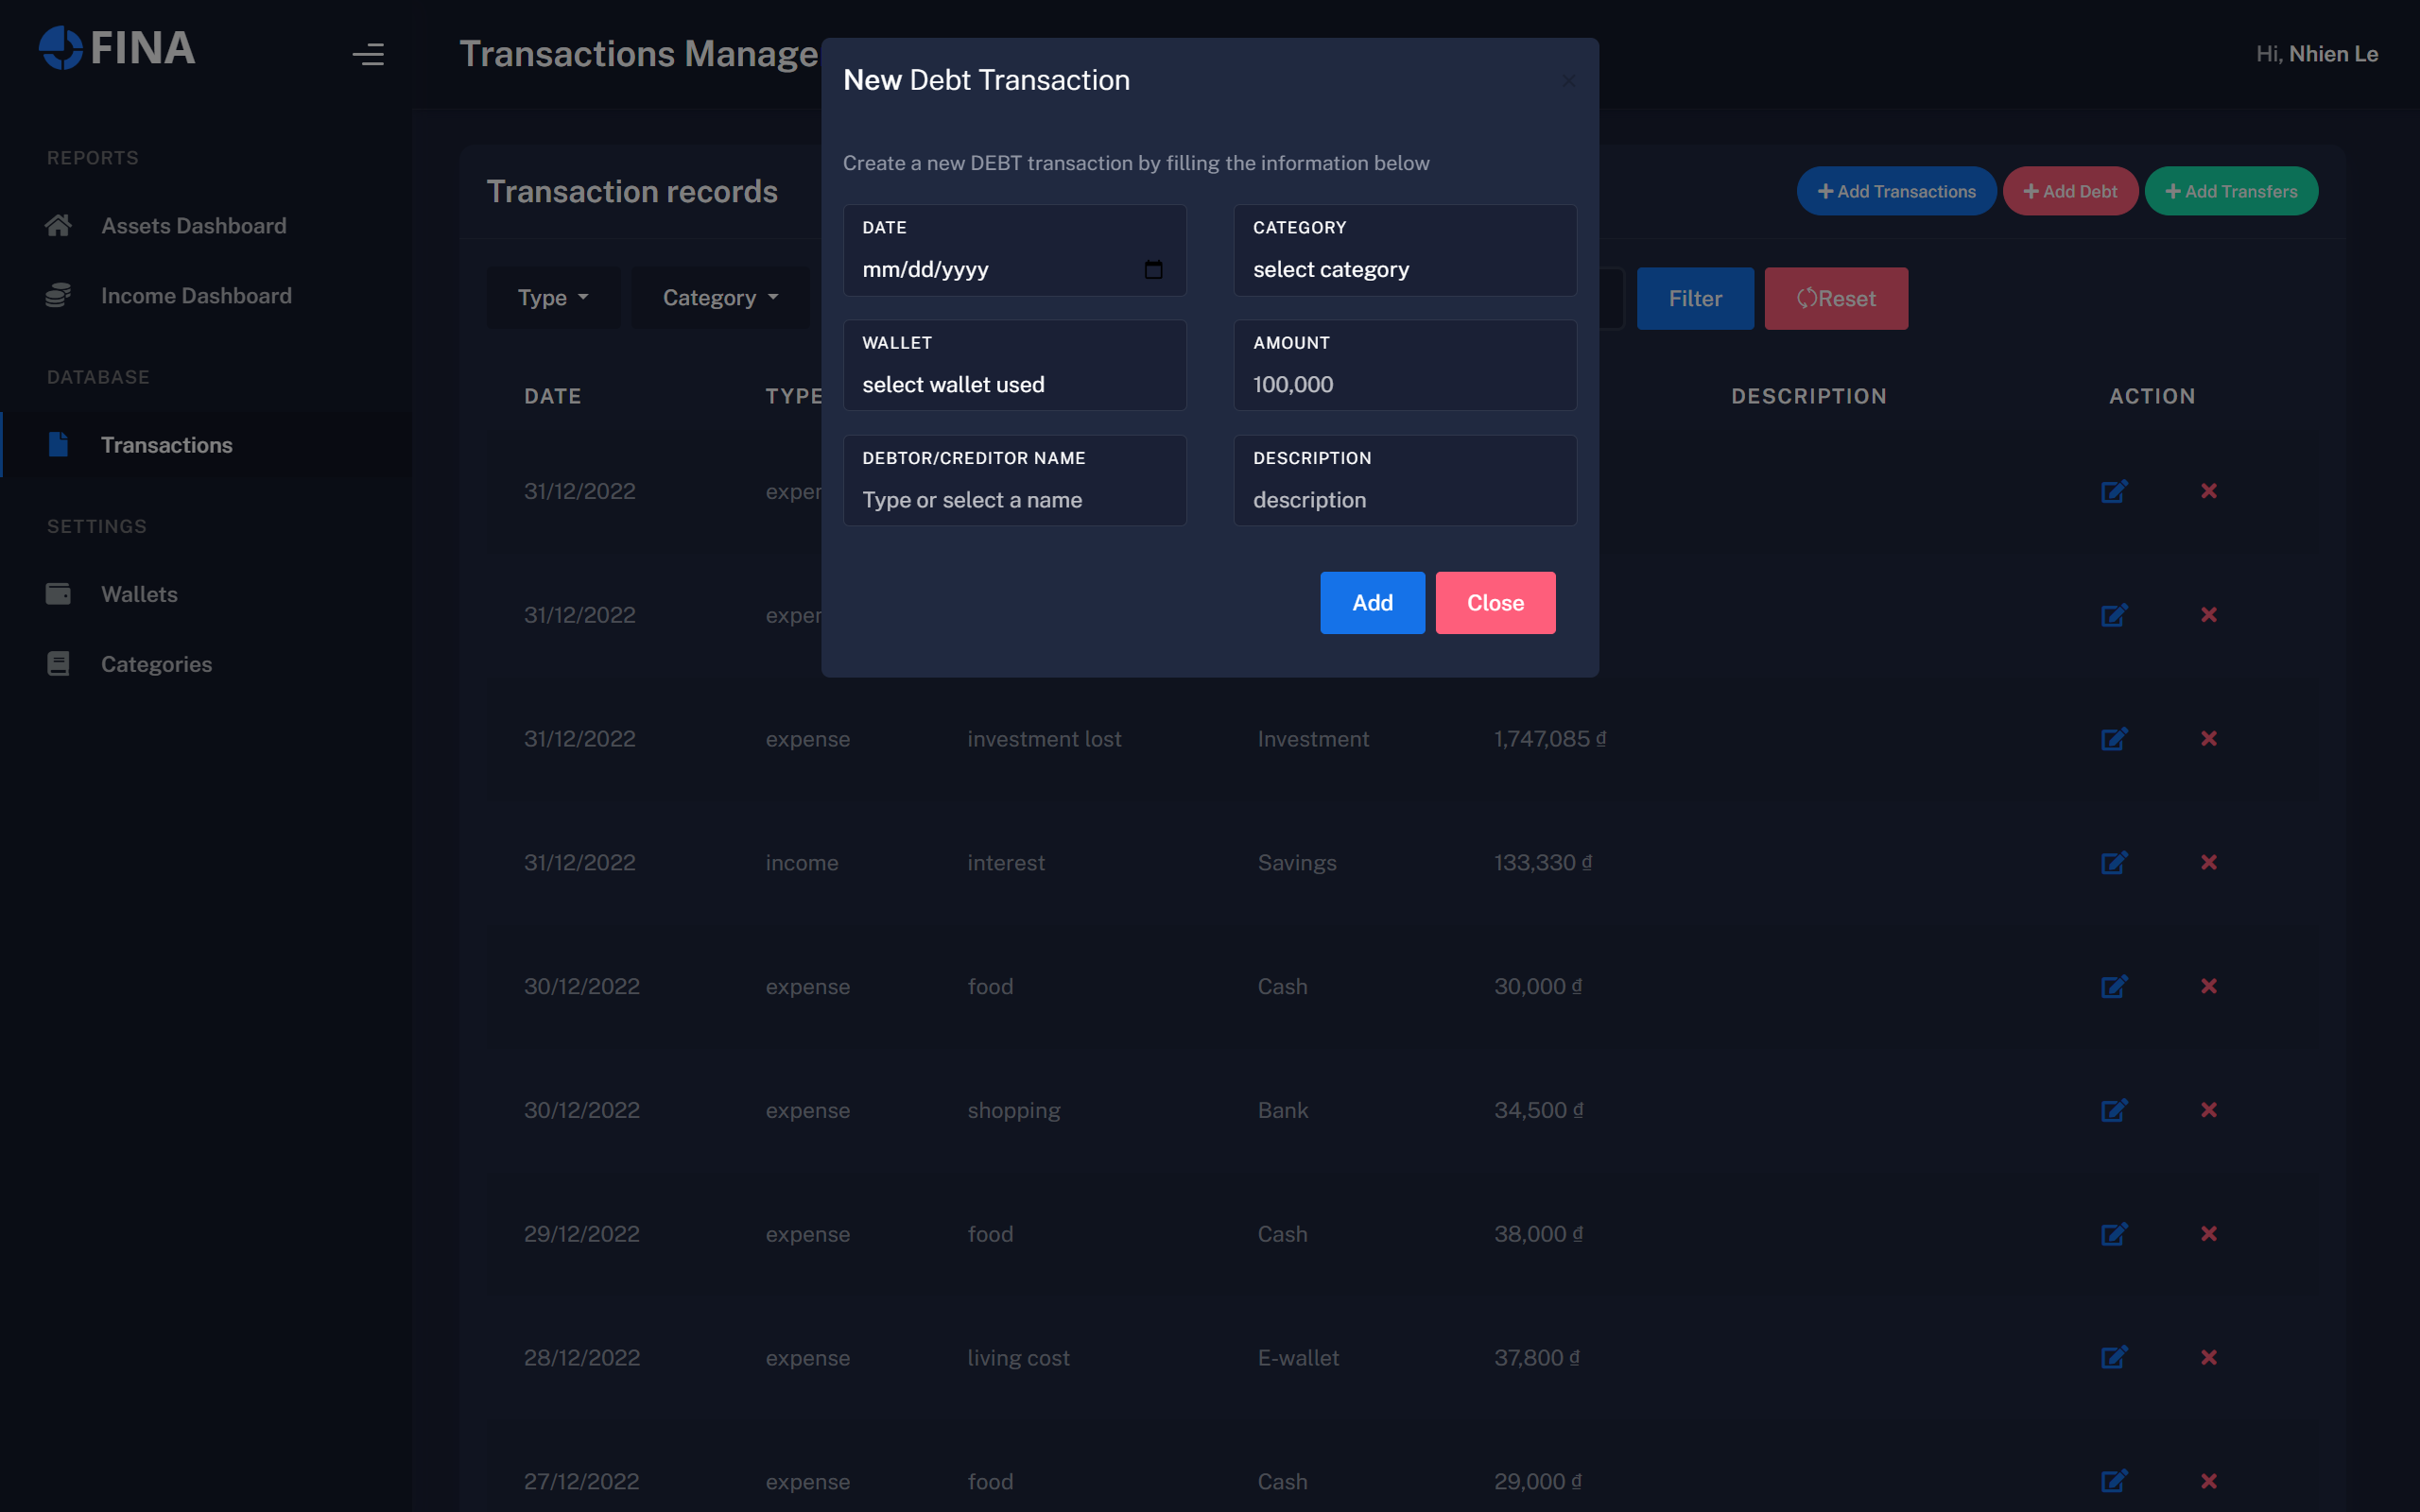 FINA
Transactions Manage
Hi, Nhien Le
REPORTS
Assets Dashboard
Income Dashboard
DATABASE
Transactions
SETTINGS
Wallets
Categories
New Debt Transaction
×
Create a new DEBT transaction by filling the information below
DATE
mm/dd/yyyy
CATEGORY
select category
WALLET
select wallet used
AMOUNT
100,000
DEBTOR/CREDITOR NAME
Type or select a name
DESCRIPTION
description
Add Close
Transaction records
Add Transactions Add Debt Add Transfers
Type Category Filter Reset
DATE TYPE DESCRIPTION ACTION
31/12/2022 exper
31/12/2022 exper
31/12/2022 expense investment lost Investment 1,747,085 ₫
31/12/2022 income interest Savings 133,330 ₫
30/12/2022 expense food Cash 30,000 ₫
30/12/2022 expense shopping Bank 34,500 ₫
29/12/2022 expense food Cash 38,000 ₫
28/12/2022 expense living cost E-wallet 37,800 ₫
27/12/2022 expense food Cash 29,000 ₫